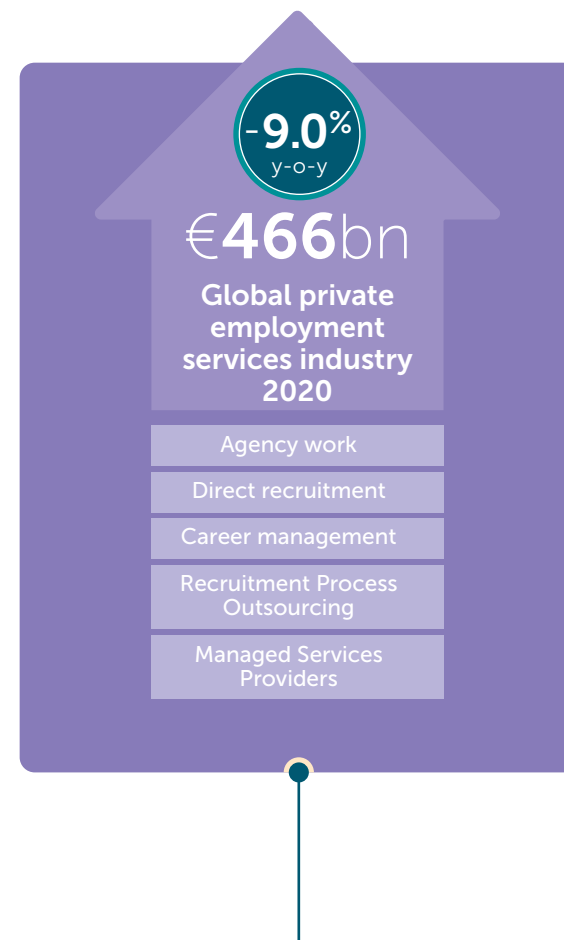 -9.0%
y-o-y
€466bn
Global private
employment
services industry
2020
Agency work
Direct recruitment
Career management
Recruitment Process
Outsourcing
Managed Services
Providers